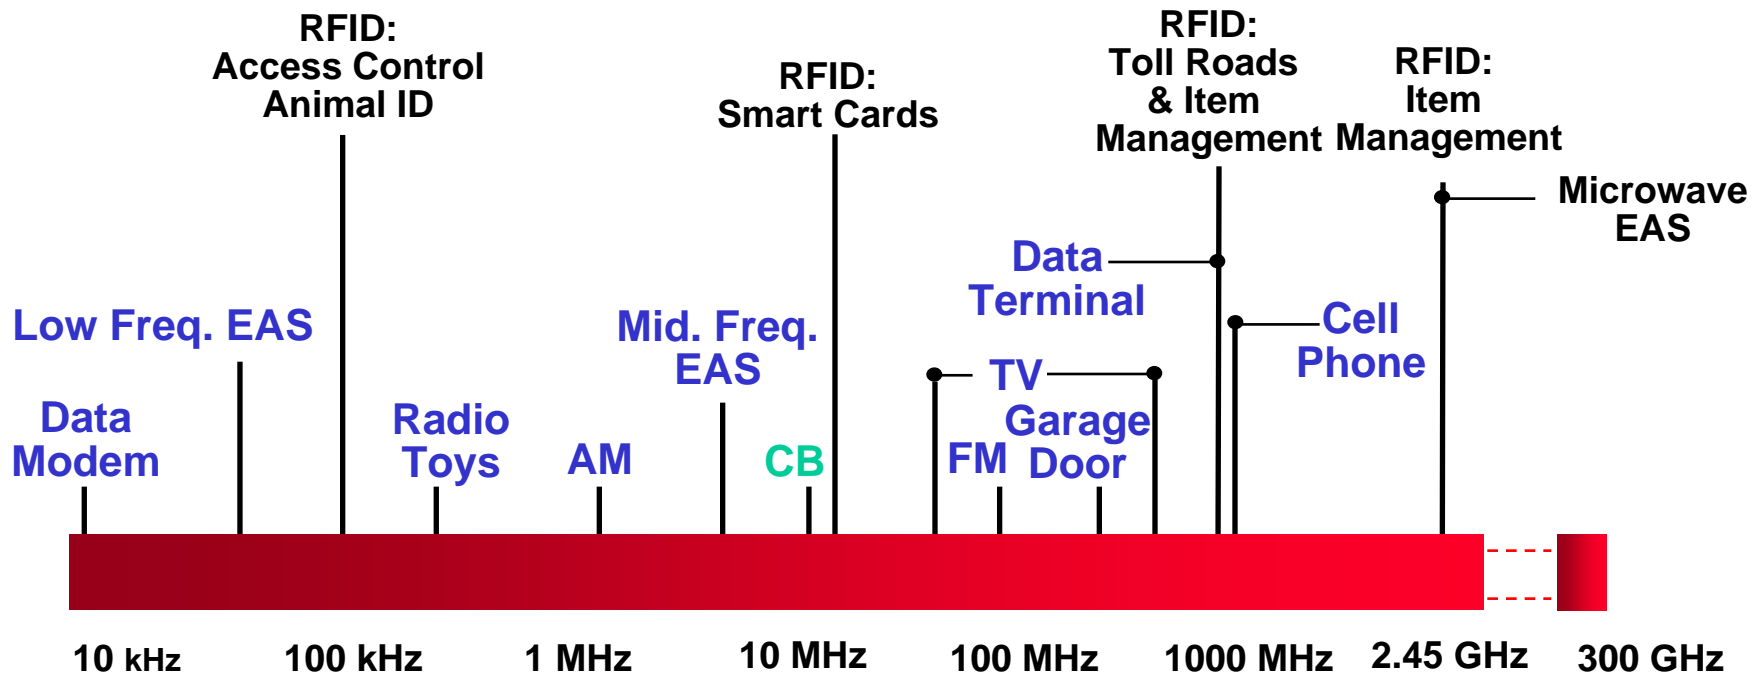 RFID:
Access Control
Animal ID
RFID:
Smart Cards
RFID:
Toll Roads
& Item
Management
RFID:
Item
Management
Microwave
EAS
Data
Terminal
Low Freq. EAS
Mid. Freq.
EAS
Cell
Phone
TV
Data
Modem
Radio
Toys
AM
CB
FM
Garage
Door
10 kHz
100 kHz
1 MHz
10 MHz
100 MHz
1000 MHz
2.45 GHz
300 GHz